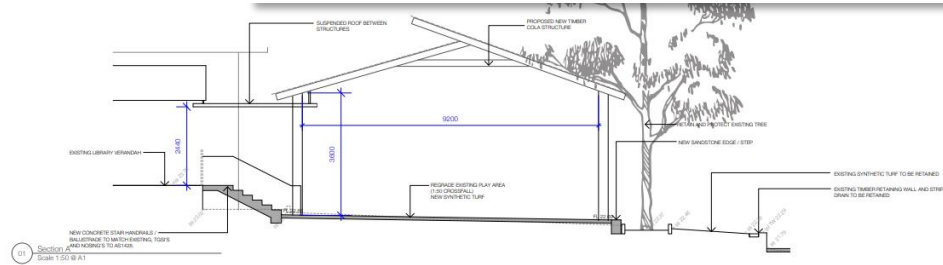 SUSPENDED ROOF BETWEEN
STRUCTURES
PROPOSED NEW TIMBER
COLA STRUCTURE
9200
2440
3600
RETAIN AND PROTECT EXISTING TREE
NEW SANDSTONE EDGE / STEP
EXISTING LIBRARY VERANDAH
REGRADE EXISTING PLAY AREA
(1:50 CROSSFALL)
NEW SYNTHETIC TURF
EXISTING SYNTHETIC TURF TO BE RETAINED
EXISTING TIMBER RETAINING WALL AND STRIP
DRAIN TO BE RETAINED
NEW CONCRETE STAIR HANDRAILS /
BALUSTRADE TO MATCH EXISTING, TGSI'S
AND NOSING'S TO AS1428
01
Section A
Scale 1:50 @ A1